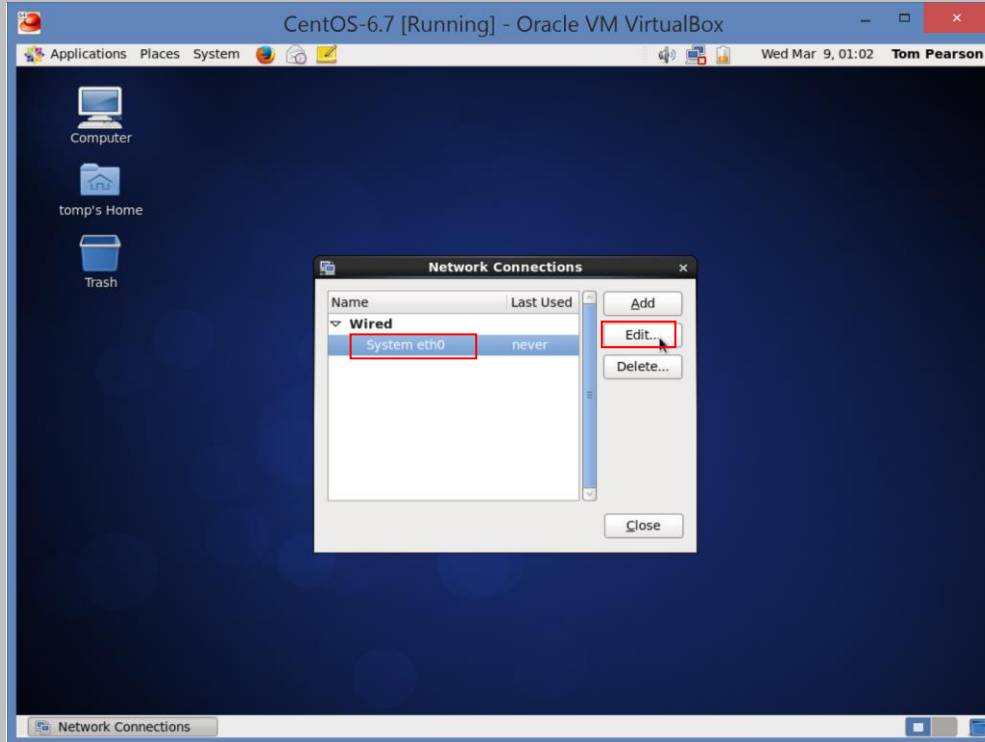 CentOS-6.7 [Running] - Oracle VM VirtualBox
Applications Places System Wed Mar 9, 01:02 Tom Pearson
Computer
tomp's Home
Trash
Network Connections
Name Last Used
Add
Wired
Edit...
System eth0 never
Delete...
Close
Network Connections